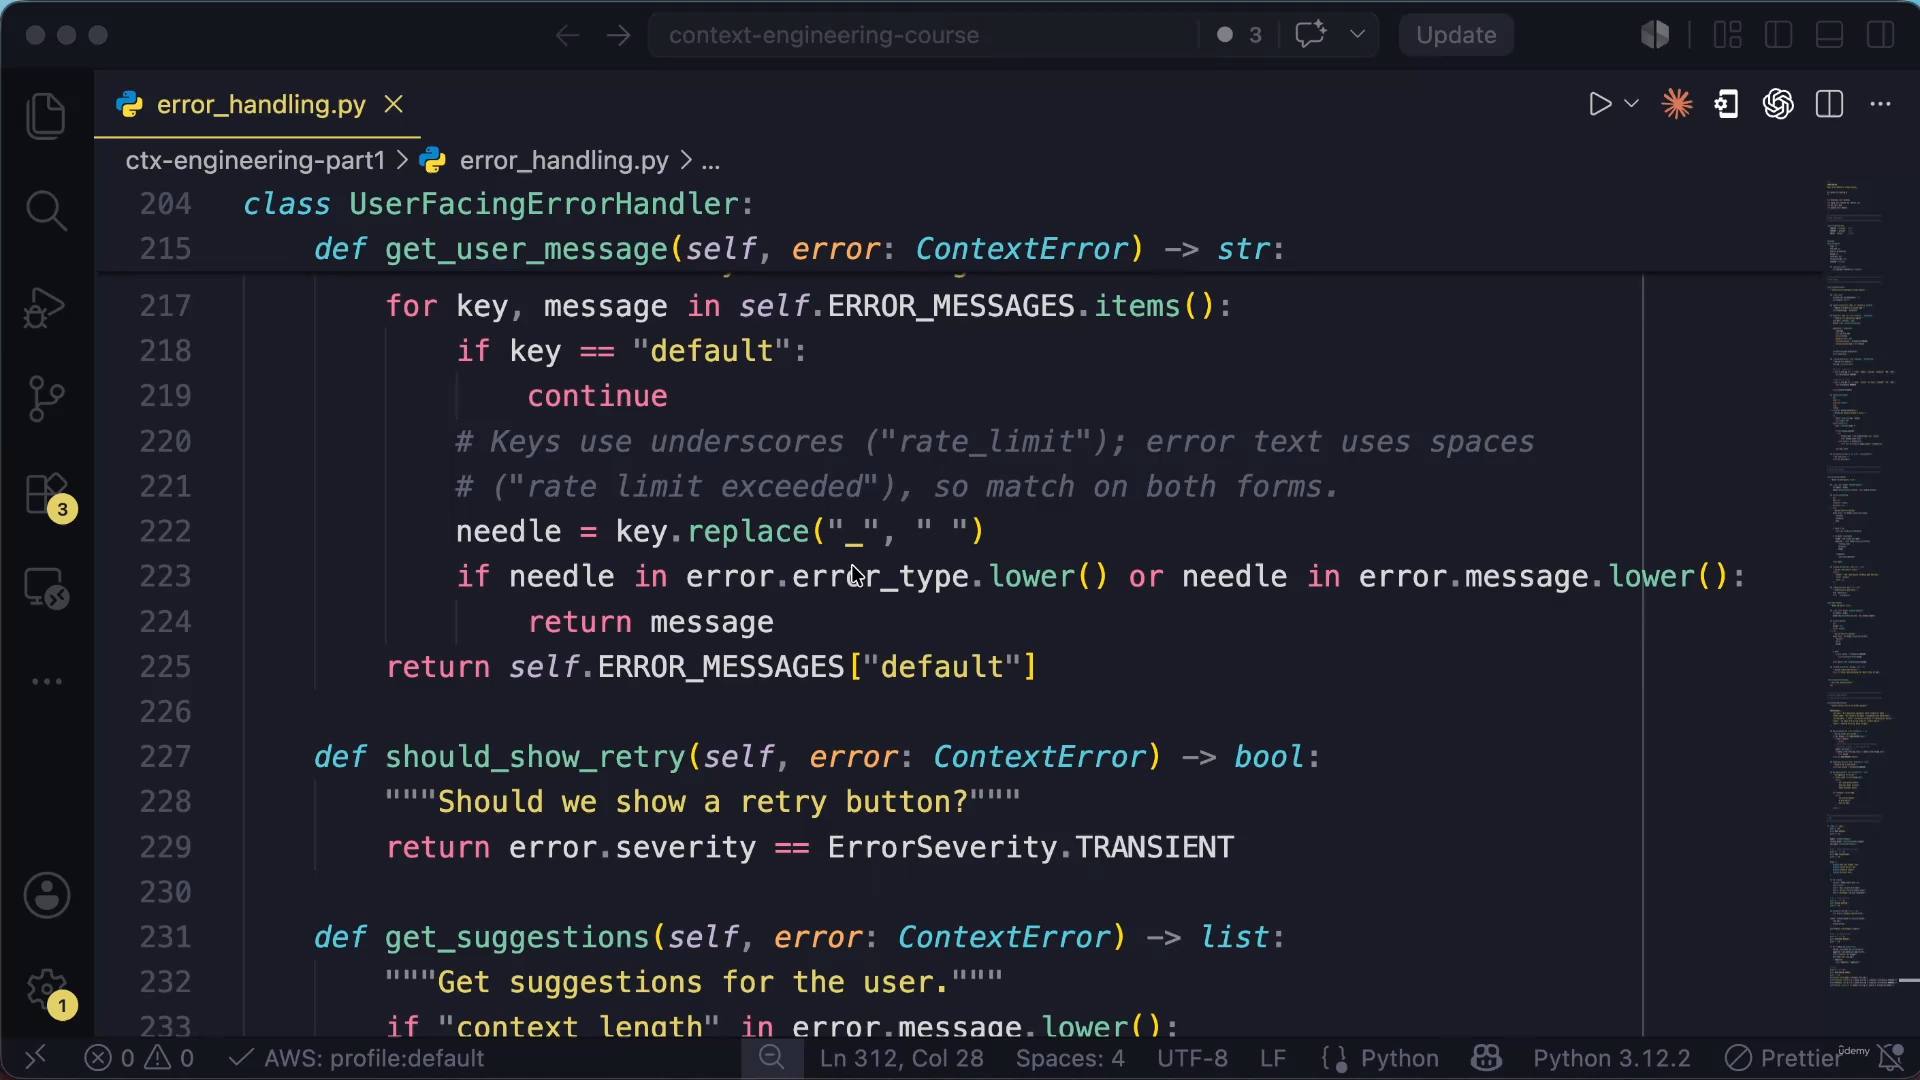 context-engineering-course
3
Update
error_handling.py
ctx-engineering-part1 > error_handling.py > ...
204 class UserFacingErrorHandler:
215 def get_user_message(self, error: ContextError) -> str:
217 for key, message in self.ERROR_MESSAGES.items():
218 if key == "default":
219 continue
220 # Keys use underscores ("rate_limit"); error text uses spaces
221 # ("rate limit exceeded"), so match on both forms.
222 needle = key.replace("_", " ")
223 if needle in error.error_type.lower() or needle in error.message.lower():
224 return message
225 return self.ERROR_MESSAGES["default"]
226
227 def should_show_retry(self, error: ContextError) -> bool:
228 """Should we show a retry button?"""
229 return error.severity == ErrorSeverity.TRANSIENT
230
231 def get_suggestions(self, error: ContextError) -> list:
232 """Get suggestions for the user."""
233 if "context length" in error.message.lower():
3
1
0 0 AWS: profile:default Ln 312, Col 28 Spaces: 4 UTF-8 LF Python Python 3.12.2 Prettier
udemy